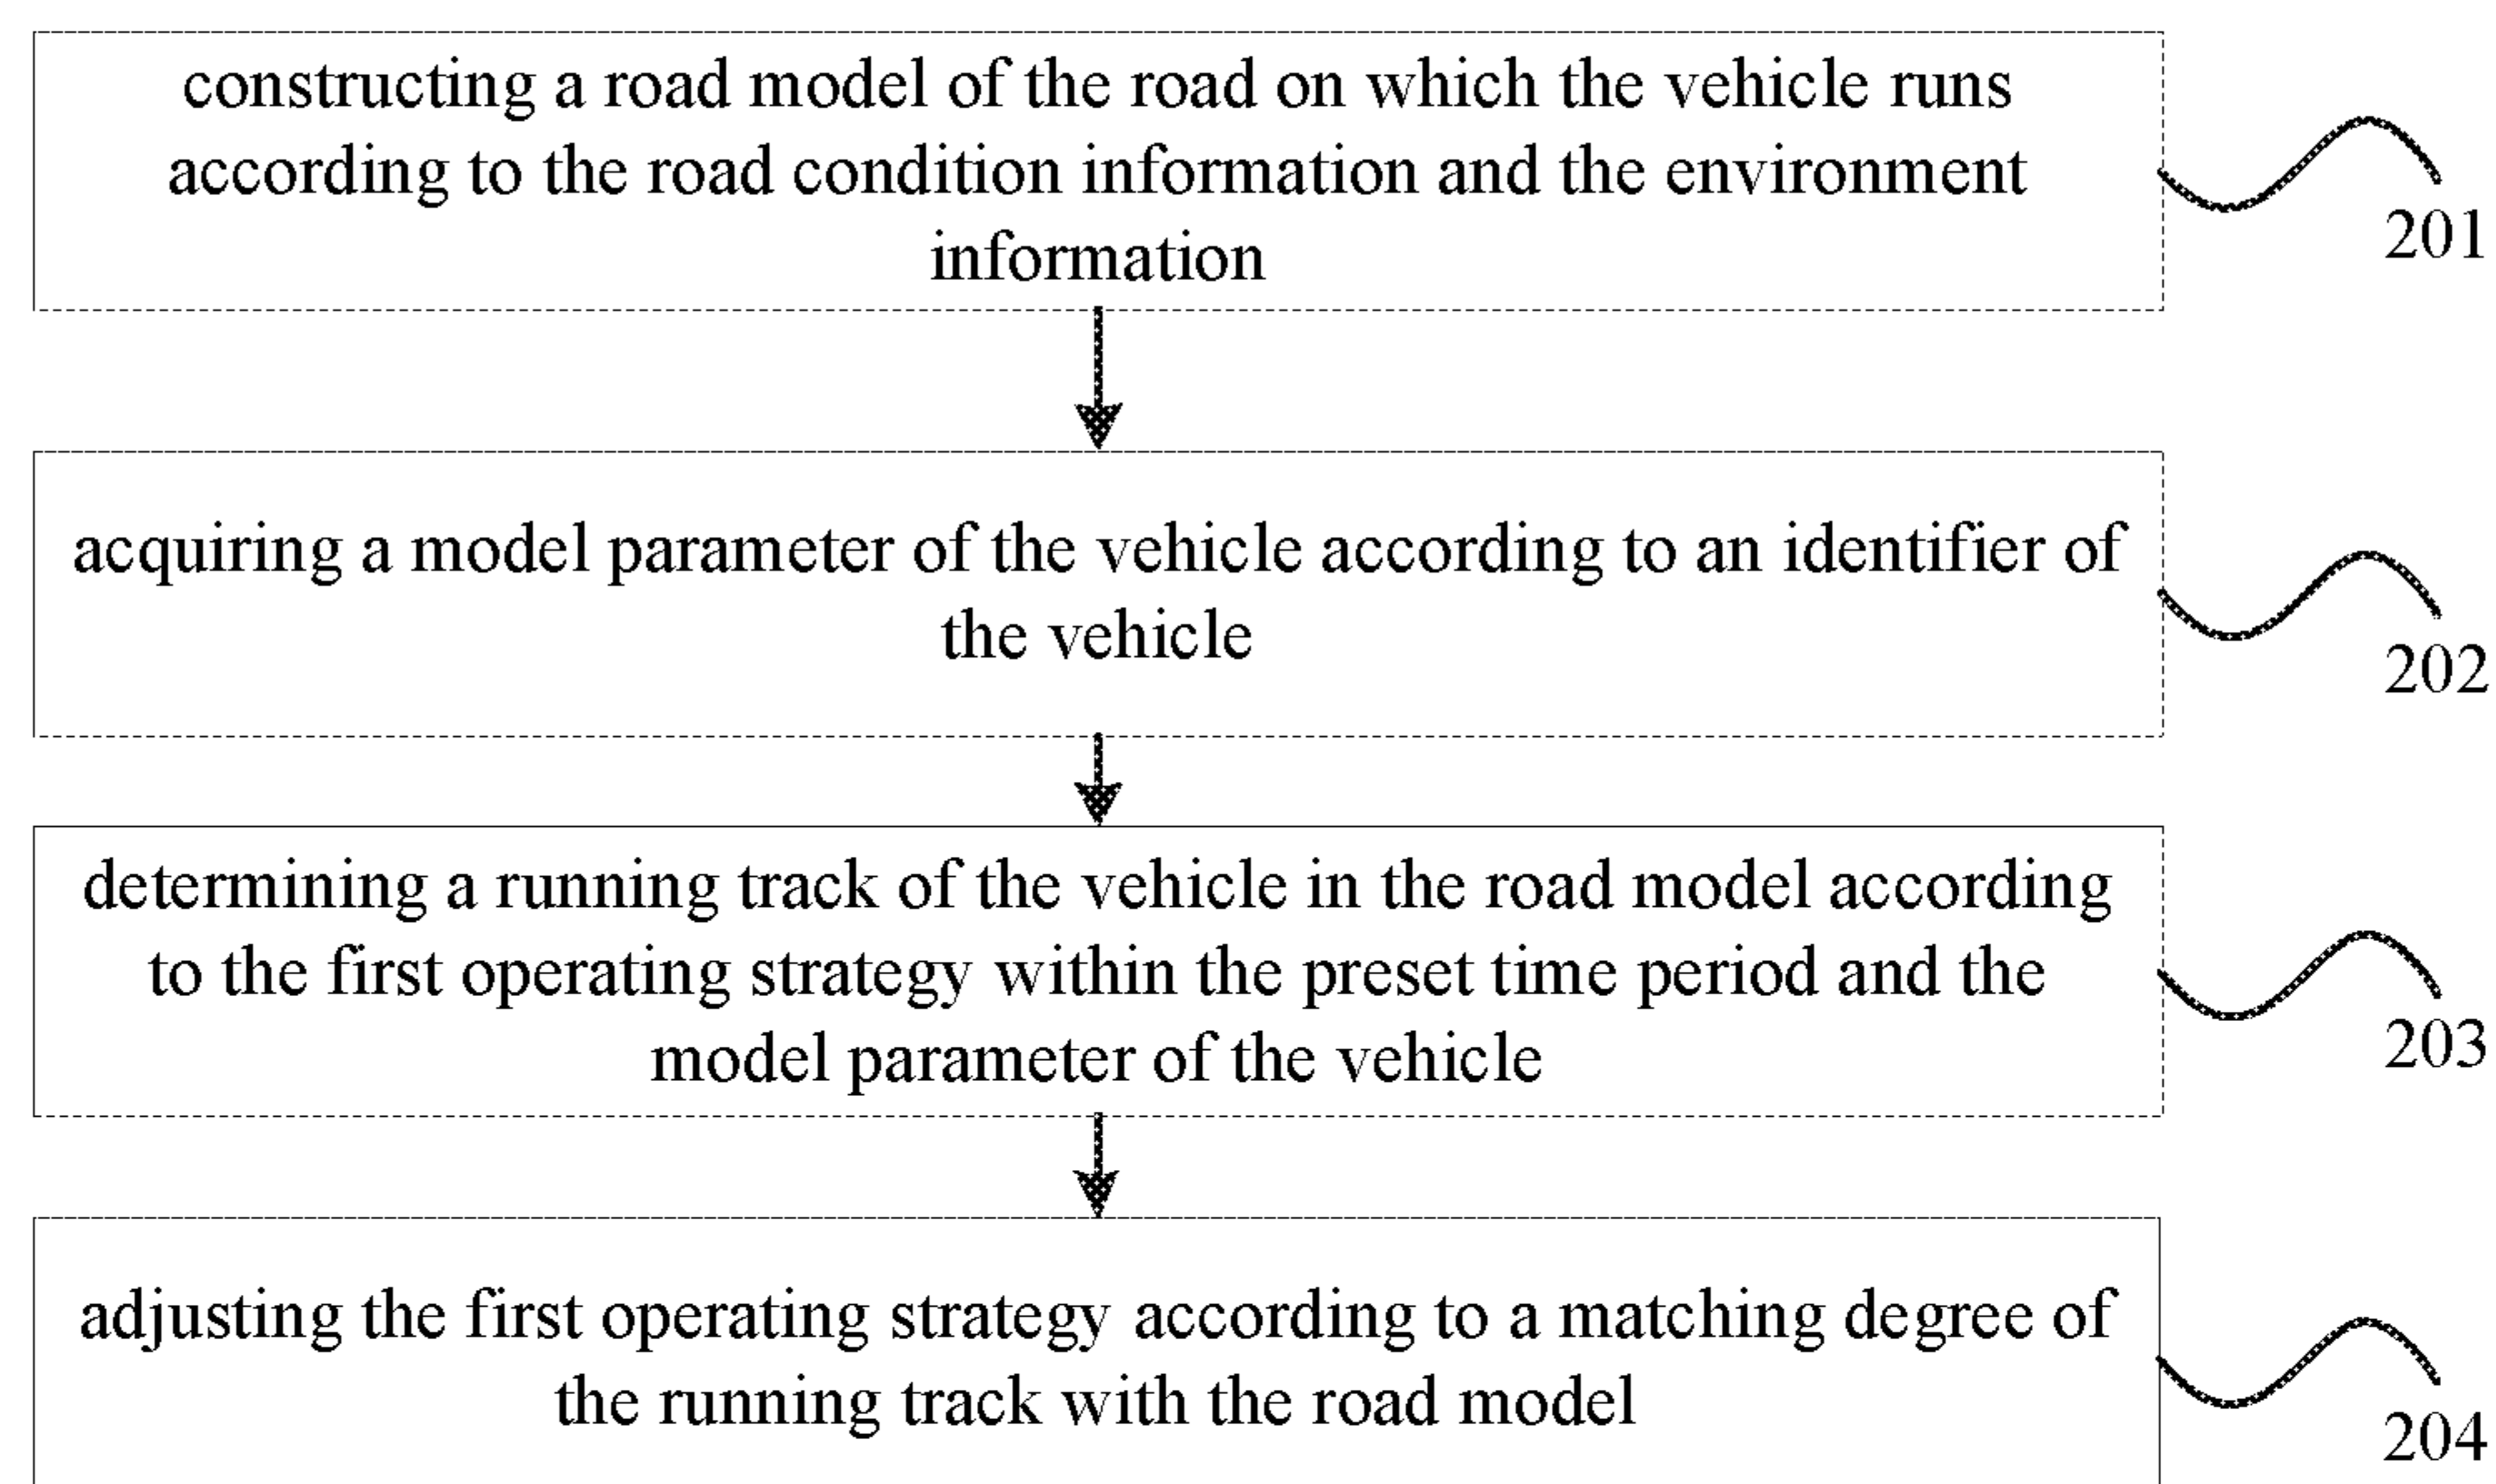 constructing a road model of the road on which the vehicle runs
according to the road condition information and the environment
information
201
acquiring a model parameter of the vehicle according to an identifier of
the vehicle
202
determining a running track of the vehicle in the road model according
to the first operating strategy within the preset time period and the
model parameter of the vehicle
203
adjusting the first operating strategy according to a matching degree of
the running track with the road model
204